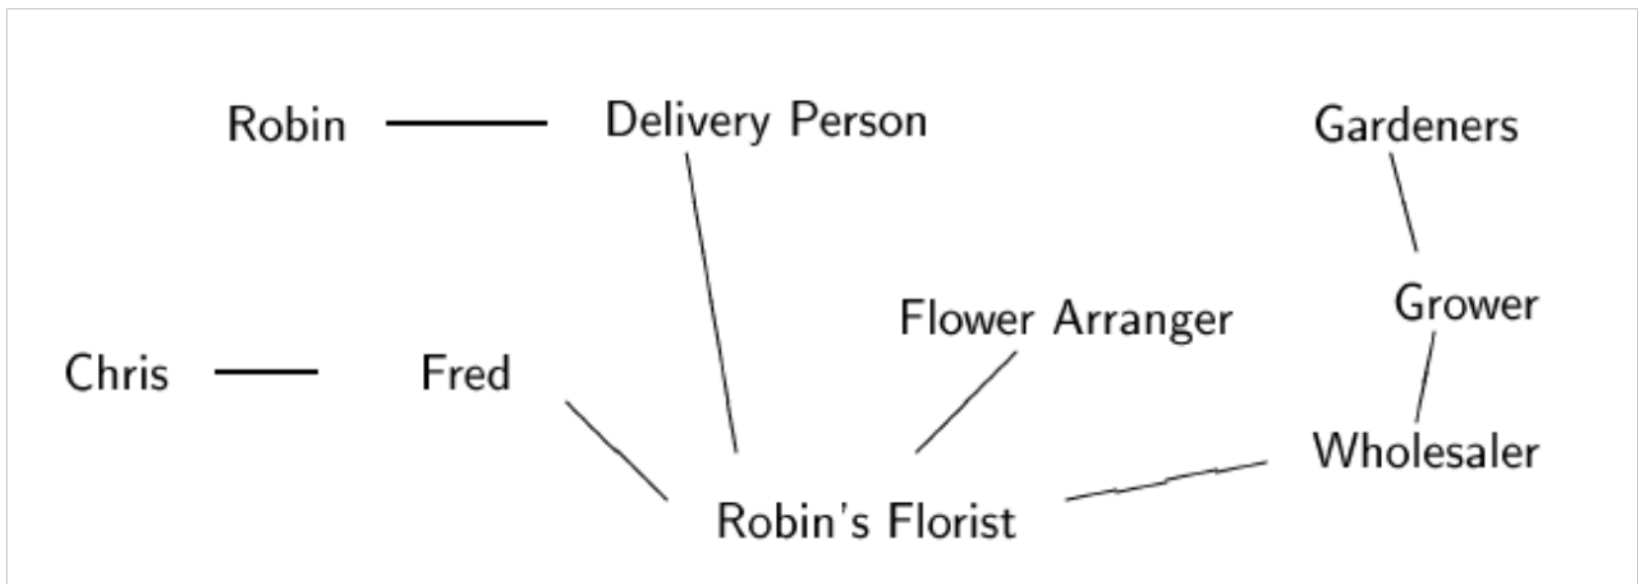 Robin
Delivery Person
Gardeners
Grower
Flower Arranger
Chris
Fred
Wholesaler
Robin's Florist